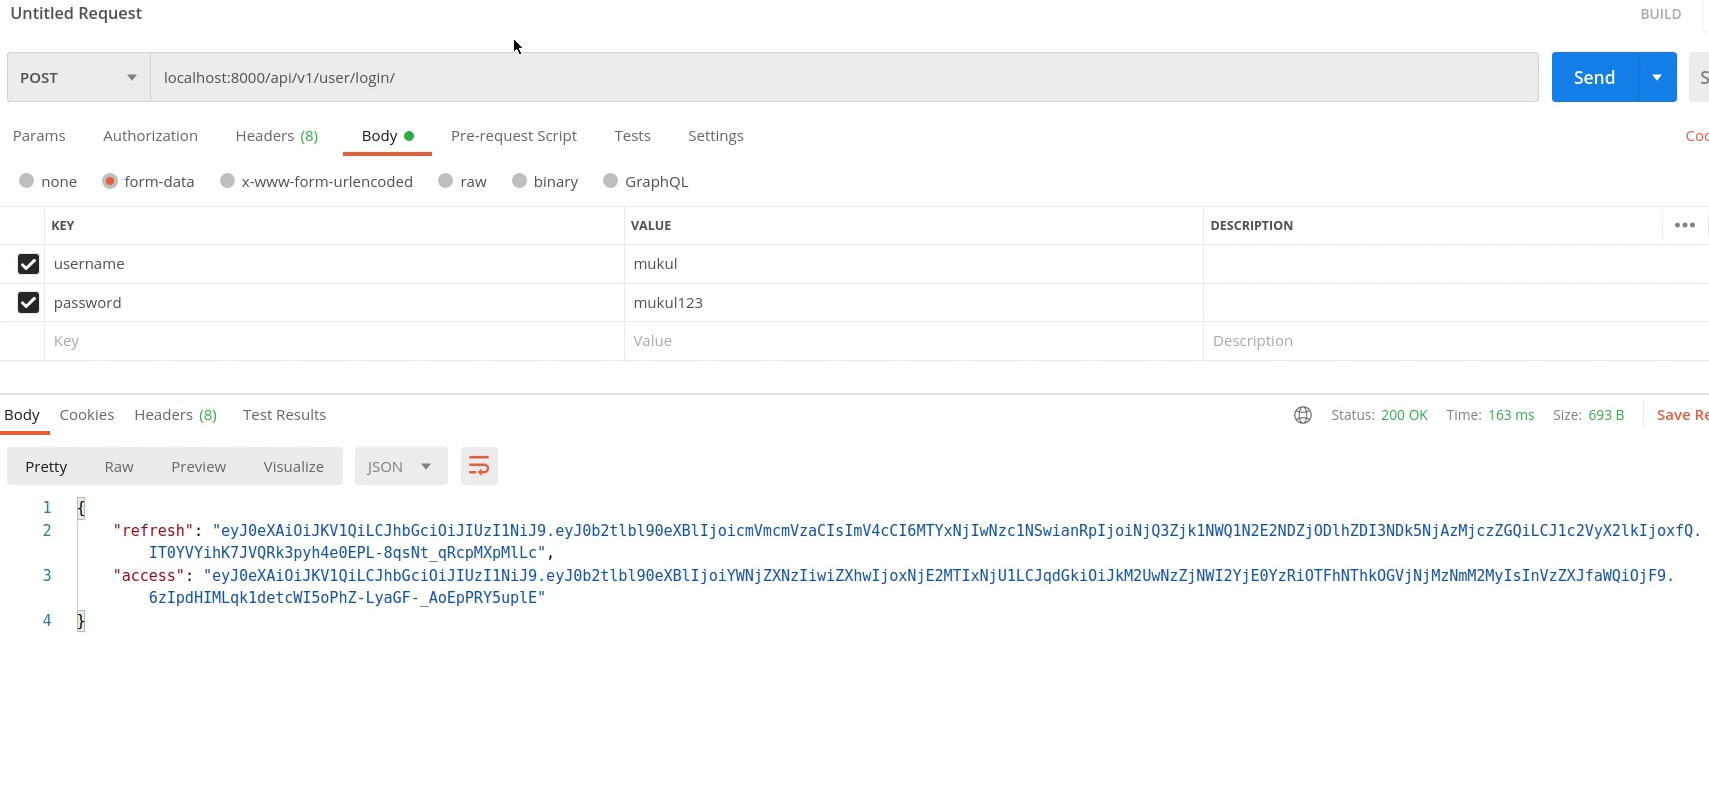 Untitled Request
BUILD
POST
localhost:8000/api/v1/user/login/
Send
S
Params Authorization Headers (8) Body Pre-request Script Tests Settings
Coo
none form-data x-www-form-urlencoded raw binary GraphQL
KEY VALUE DESCRIPTION
username mukul
password mukul123
Key Value Description
Body Cookies Headers (8) Test Results
Status: 200 OK Time: 163 ms Size: 693 B Save Re
Pretty Raw Preview Visualize JSON
1 {
2 "refresh": "eyJ0eXAiOiJKV1QiLCJhbGciOiJIUzI1NiJ9.eyJ0b2tlbl90eXBlIjoicmVmcmVzaCIsImV4cCI6MTYxNjIwNzc1NSwianRpIjoiNjQ3Zjk1NWQ1N2E2NDZjODlhZDI3NDk5NjAzMjczZGQiLCJ1c2VyX2lkIjoxfQ.
IT0YVYihK7JVQRk3pyh4e0EPL-8qsNt_qRcpMXpMlLc",
3 "access": "eyJ0eXAiOiJKV1QiLCJhbGciOiJIUzI1NiJ9.eyJ0b2tlbl90eXBlIjoiYWNjZXNzIiwiZXhwIjoxNjE2MTIxNjU1LCJqdGkiOiJkM2UwNzZjNWI2YjE0YzRiOTFhNThkOGVjNjMzNmM2MyIsInVzZXJfaWQiOjF9.
6zIpdHIMLqk1detcWI5oPhZ-LyaGF-_AoEpPRY5uplE"
4 }